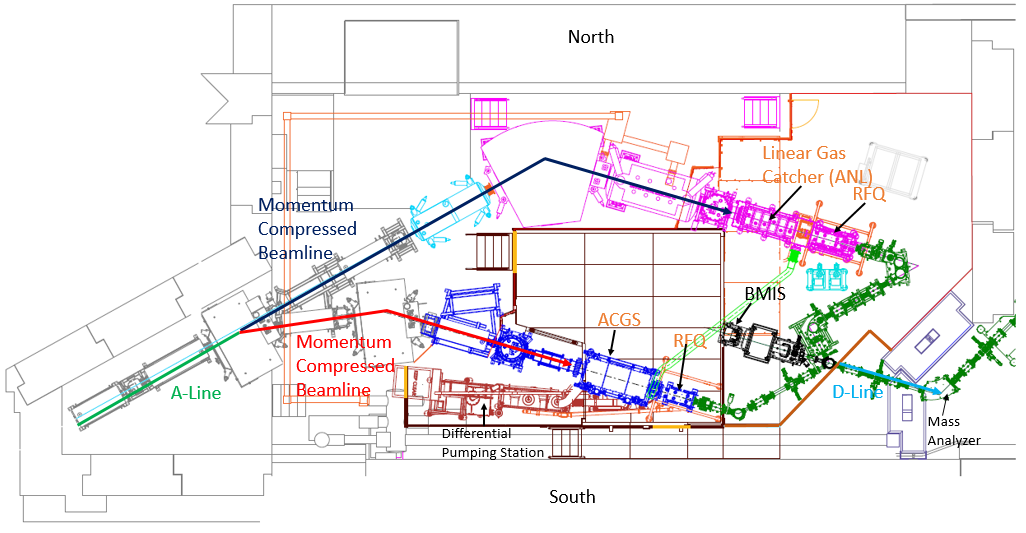 North
Linear Gas
Catcher (ANL)
RFQ
Momentum
Compressed
Beamline
BMIS
ACGS
RFQ
Momentum
Compressed
Beamline
A-Line
D-Line
Mass
Analyzer
Differential
Pumping Station
South